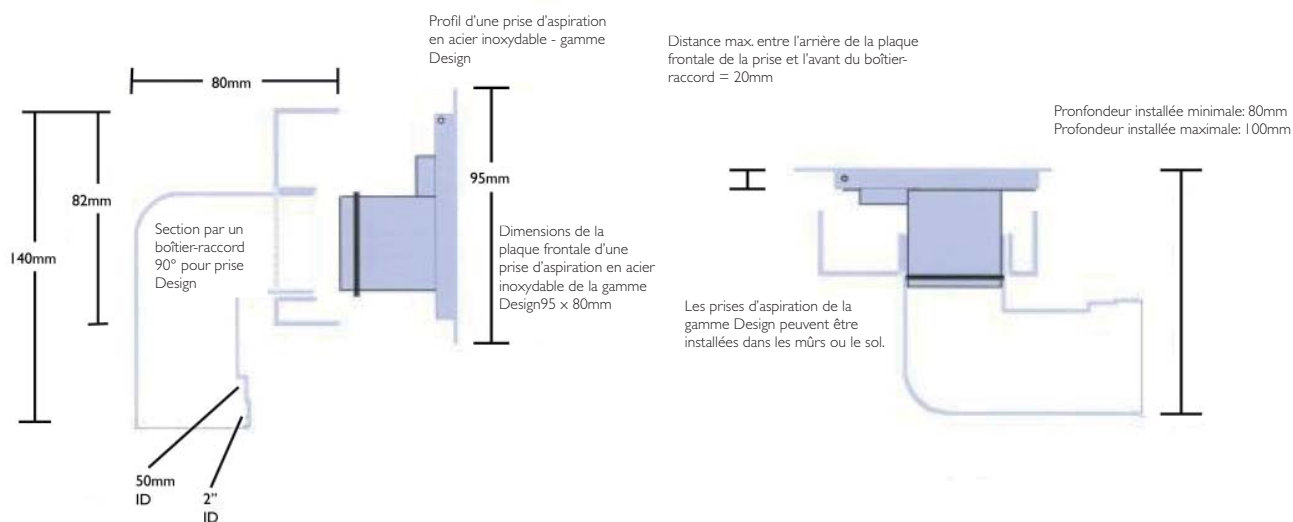 Profil d'une prise d'aspiration
en acier inoxydable - gamme
Design
Distance max. entre l'arrière de la plaque
frontale de la prise et l'avant du boîtier-
raccord = 20mm
80mm
Pronfondeur installée minimale: 80mm
Profondeur installée maximale: 100mm
95mm
82mm
140mm
Section par un
boîtier-raccord
90° pour prise
Design
Dimensions de la
plaque frontale d'une
prise d'aspiration en acier
inoxydable de la gamme
Design95 x 80mm
Les prises d'aspiration de la
gamme Design peuvent être
installées dans les mûrs ou le sol.
50mm
ID
2"
ID